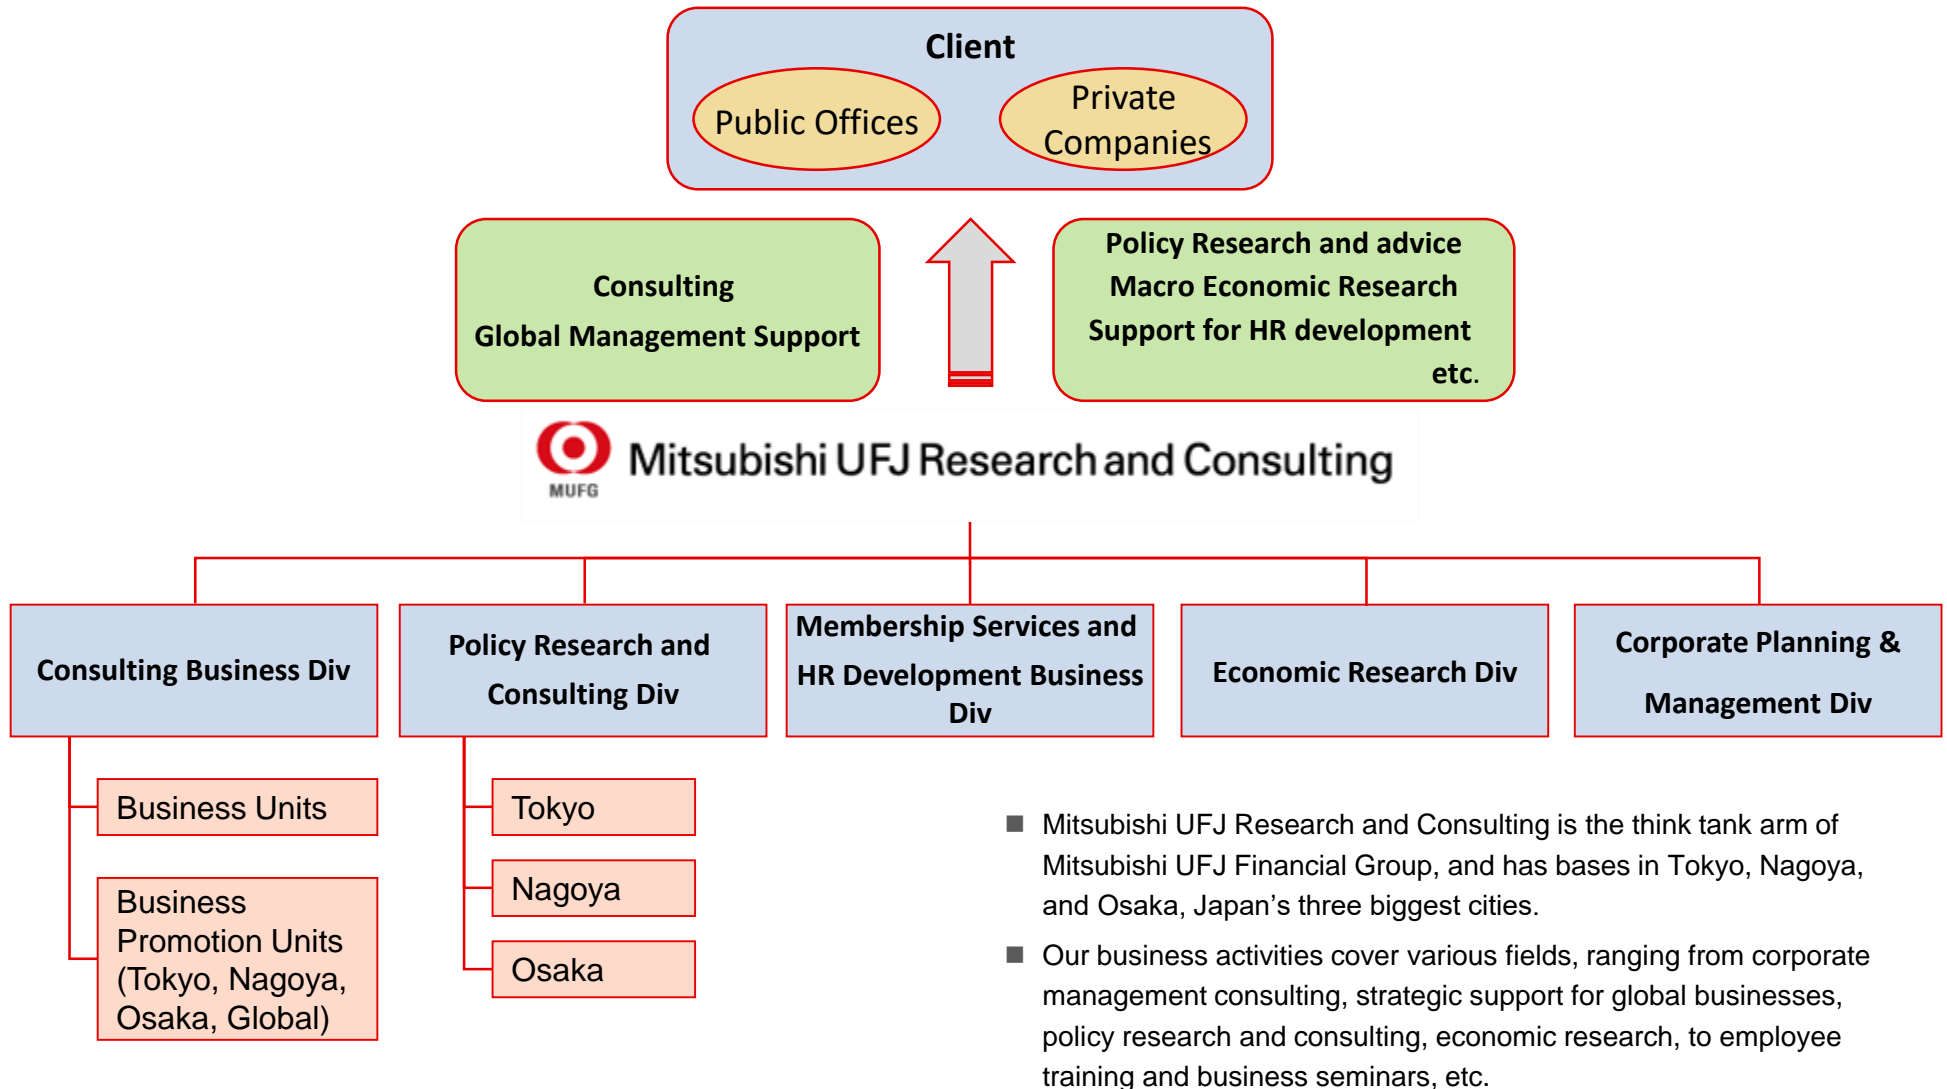 Client
Public Offices
Private
Companies
Consulting
Global Management Support
Policy Research and advice
Macro Economic Research
Support for HR development
etc.
MUFG
Mitsubishi UFJ Research and Consulting
Consulting Business Div
Policy Research and
Consulting Div
Membership Services and
HR Development Business
Div
Economic Research Div
Corporate Planning &
Management Div
Business Units
Business
Promotion Units
(Tokyo, Nagoya,
Osaka, Global)
Tokyo
Nagoya
Osaka
■ Mitsubishi UFJ Research and Consulting is the think tank arm of
Mitsubishi UFJ Financial Group, and has bases in Tokyo, Nagoya,
and Osaka, Japan’s three biggest cities.
■ Our business activities cover various fields, ranging from corporate
management consulting, strategic support for global businesses,
policy research and consulting, economic research, to employee
training and business seminars, etc.